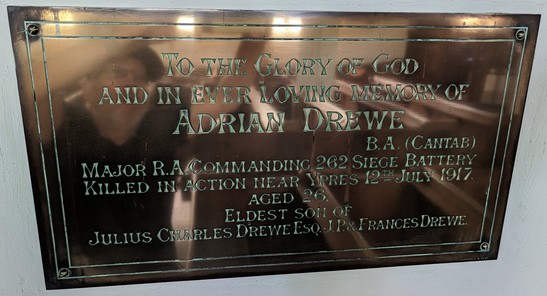 To the Glory of God
and in ever loving memory of
Adrian Drewe
B.A. (Cantab)
Major R.A. Commanding 262 Siege Battery
Killed in action near Ypres 12th July 1917.
Aged 26.
Eldest son of
Julius Charles Drewe Esq. J.P. & Frances Drewe.